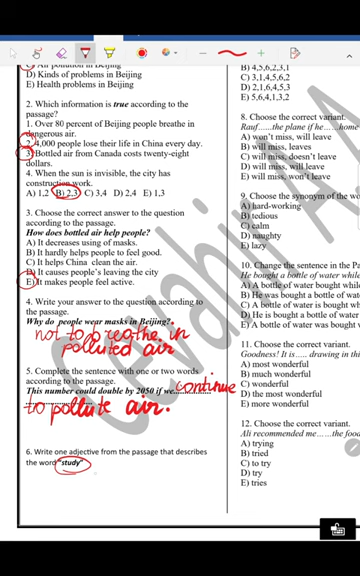 C) Air pollution in Beijing
D) Kinds of problems in Beijing
E) Health problems in Beijing
2. Which information is true according to the
passage?
1. Over 80 percent of Beijing people breathe in
dangerous air.
2. 4,000 people lose their life in China every day.
3. Bottled air from Canada costs twenty-eight
dollars.
4. When the sun is invisible, the city has
construction work.
A) 1,2 B) 2,3 C) 3,4 D) 2,4 E) 1,3
3. Choose the correct answer to the question
according to the passage.
How does bottled air help people?
A) It decreases using of masks.
B) It hardly helps people to feel good.
C) It helps China clean the air.
D) It causes people's leaving the city
E) It makes people feel active.
4. Write your answer to the question according to
the passage.
Why do people wear masks in Beijing?
not to breathe in
polluted air
5. Complete the sentence with one or two words
according to the passage.
This number could double by 2050 if we............... continue
to pollute air.
6. Write one adjective from the passage that describes
the word "study"
B) 4,5,6,2,3,1
C) 3,1,4,5,6,2
D) 2,1,6,4,5,3
E) 5,6,4,1,3,2
8. Choose the correct variant.
Rauf......the plane if he ....home
A) won't miss, will leave
B) will miss, leaves
C) will miss, doesn't leave
D) will miss, will leave
E) will miss, won't leave
9. Choose the synonym of the wo
A) hard-working
B) tedious
C) calm
D) naughty
E) lazy
10. Change the sentence in the Pa
He bought a bottle of water while
A) A bottle of water bought while
B) He was bought a bottle of wat
C) A bottle of water is bought wh
D) He is bought a bottle of water
E) A bottle of water was bought
11. Choose the correct variant.
Goodness! It is ..... drawing in thi
A) most wonderful
B) much wonderful
C) wonderful
D) the most wonderful
E) more wonderful
12. Choose the correct variant.
Ali recommended me......the food
A) trying
B) tried
C) to try
D) try
E) tries